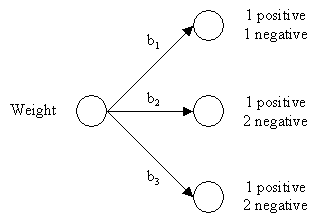 1 positive
1 negative
b1
Weight
b2
1 positive
2 negative
b3
1 positive
2 negative